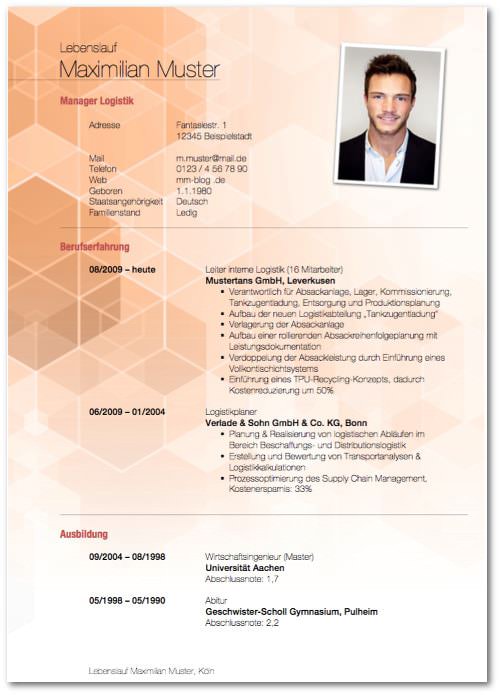 Lebenslauf
Maximilian Muster
Manager Logistik
Adresse Fantasiestr. 1
12345 Beispielstadt
Mail m.muster@mail.de
Telefon 0123 / 4 56 78 90
Web mm-blog .de
Geboren 1.1.1980
Staatsangehörigkeit Deutsch
Familienstand Ledig
Berufserfahrung
08/2009 – heute Leiter interne Logistik (16 Mitarbeiter)
Mustertans GmbH, Leverkusen
• Verantwortlich für Absackanlage, Lager, Kommissionierung,
Tankzugentladung, Entsorgung und Produktionsplanung
• Aufbau der neuen Logistikabteilung „Tankzugentladung"
• Verlagerung der Absackanlage
• Aufbau einer rollierenden Absackreihenfolgeplanung mit
Leistungsdokumentation
• Verdoppelung der Absackleistung durch Einführung eines
Vollkontischichtsystems
• Einführung eines TPU-Recycling-Konzepts, dadurch
Kostenreduzierung um 50%
06/2009 – 01/2004 Logistikplaner
Verlade & Sohn GmbH & Co. KG, Bonn
• Planung & Realisierung von logistischen Abläufen im
Bereich Beschaffungs- und Distributionslogistik
• Erstellung und Bewertung von Transportanalysen &
Logistikkalkulationen
• Prozessoptimierung des Supply Chain Management,
Kostenersparnis: 33%
Ausbildung
09/2004 – 08/1998 Wirtschaftsingenieur (Master)
Universität Aachen
Abschlussnote: 1,7
05/1998 – 05/1990 Abitur
Geschwister-Scholl Gymnasium, Pulheim
Abschlussnote: 2,2
Lebenslauf Maximilian Muster, Köln